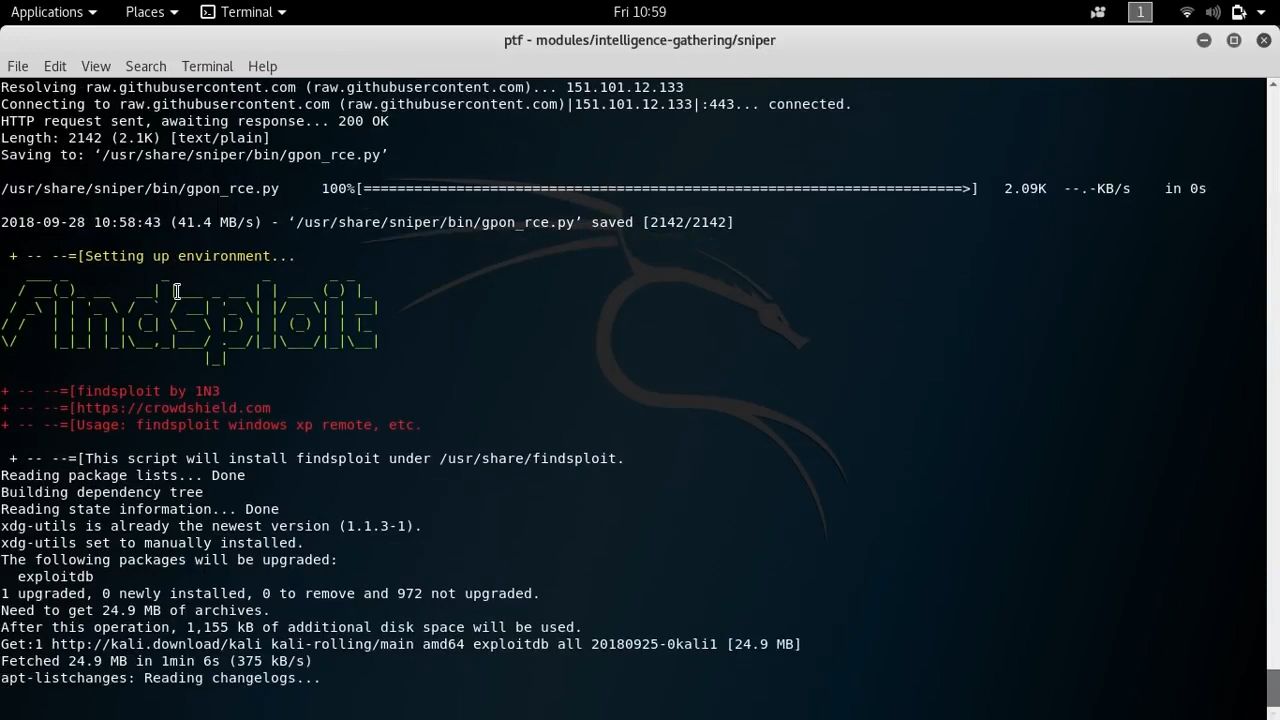 Applications Places Terminal Fri 10:59 1
ptf - modules/intelligence-gathering/sniper
File Edit View Search Terminal Help
Resolving raw.githubusercontent.com (raw.githubusercontent.com)... 151.101.12.133
Connecting to raw.githubusercontent.com (raw.githubusercontent.com)|151.101.12.133|:443... connected.
HTTP request sent, awaiting response... 200 OK
Length: 2142 (2.1K) [text/plain]
Saving to: ‘/usr/share/sniper/bin/gpon_rce.py’
/usr/share/sniper/bin/gpon_rce.py 100%[=======================================================================>] 2.09K --.-KB/s in 0s
2018-09-28 10:58:43 (41.4 MB/s) - ‘/usr/share/sniper/bin/gpon_rce.py’ saved [2142/2142]
+ -- --=[Setting up environment...
findsploit
+ -- --=[findsploit by 1N3
+ -- --=[https://crowdshield.com
+ -- --=[Usage: findsploit windows xp remote, etc.
+ -- --=[This script will install findsploit under /usr/share/findsploit.
Reading package lists... Done
Building dependency tree
Reading state information... Done
xdg-utils is already the newest version (1.1.3-1).
xdg-utils set to manually installed.
The following packages will be upgraded:
exploitdb
1 upgraded, 0 newly installed, 0 to remove and 972 not upgraded.
Need to get 24.9 MB of archives.
After this operation, 1,155 kB of additional disk space will be used.
Get:1 http://kali.download/kali kali-rolling/main amd64 exploitdb all 20180925-0kali1 [24.9 MB]
Fetched 24.9 MB in 1min 6s (375 kB/s)
apt-listchanges: Reading changelogs...